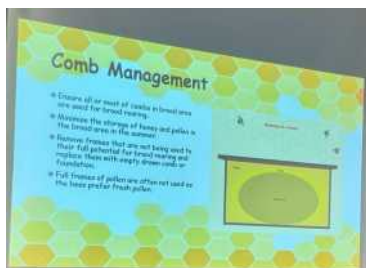 Comb Management
Ensure all or most of combs in brood area
are used for brood rearing.
the storage of honey and pollen in
the brood area in the summer.
Remove frames that are not being used to
their full potential for brood rearing and
replace them with empty drawn comb or
foundation.
Full frames of pollen are often not used as
the bees prefer fresh pollen.